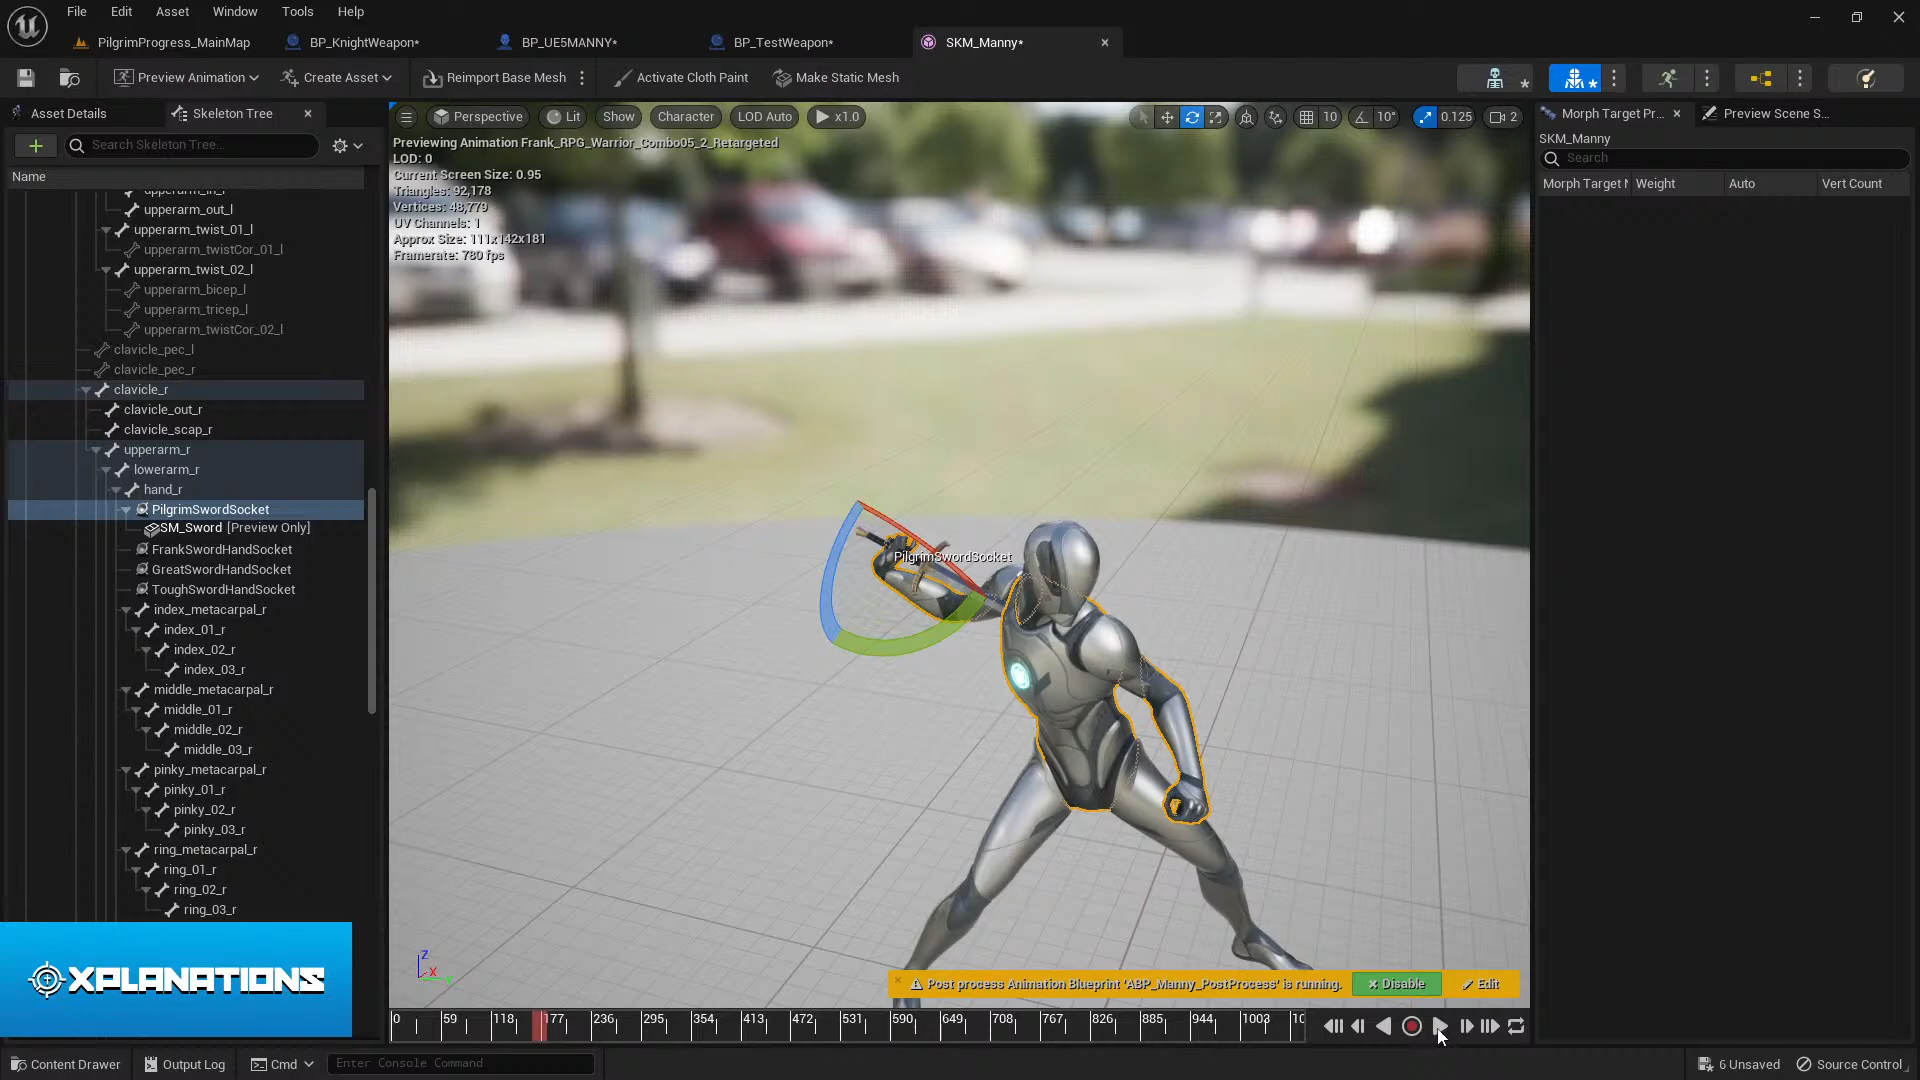 File Edit Asset Window Tools Help
PilgrimProgress_MainMap BP_KnightWeapon* BP_UE5MANNY* BP_TestWeapon* SKM_Manny*
Preview Animation Create Asset Reimport Base Mesh Activate Cloth Paint Make Static Mesh
Asset Details Skeleton Tree
Search Skeleton Tree...
Name
upperarm_in_l
upperarm_out_l
upperarm_twist_01_l
upperarm_twistCor_01_l
upperarm_twist_02_l
upperarm_bicep_l
upperarm_tricep_l
upperarm_twistCor_02_l
clavicle_pec_l
clavicle_pec_r
clavicle_r
clavicle_out_r
clavicle_scap_r
upperarm_r
lowerarm_r
hand_r
PilgrimSwordSocket
SM_Sword [Preview Only]
FrankSwordHandSocket
GreatSwordHandSocket
ToughSwordHandSocket
index_metacarpal_r
index_01_r
index_02_r
index_03_r
middle_metacarpal_r
middle_01_r
middle_02_r
middle_03_r
pinky_metacarpal_r
pinky_01_r
pinky_02_r
pinky_03_r
ring_metacarpal_r
ring_01_r
ring_02_r
ring_03_r
XPLANATIONS
Perspective Lit Show Character LOD Auto x1.0 10 10° 0.125 2
Previewing Animation Frank_RPG_Warrior_Combo05_2_Retargeted
LOD: 0
Current Screen Size: 0.95
Triangles: 92,178
Vertices: 48,779
UV Channels: 1
Approx Size: 111x142x181
Framerate: 780 fps
PilgrimSwordSocket
Z
X
Post process Animation Blueprint 'ABP_Manny_PostProcess' is running. Disable Edit
0 59 118 177 236 295 354 413 472 531 590 649 708 767 826 885 944 1003 10
Morph Target Pr... Preview Scene S...
SKM_Manny
Search
Morph Target N Weight Auto Vert Count
Content Drawer Output Log Cmd Enter Console Command 6 Unsaved Source Control